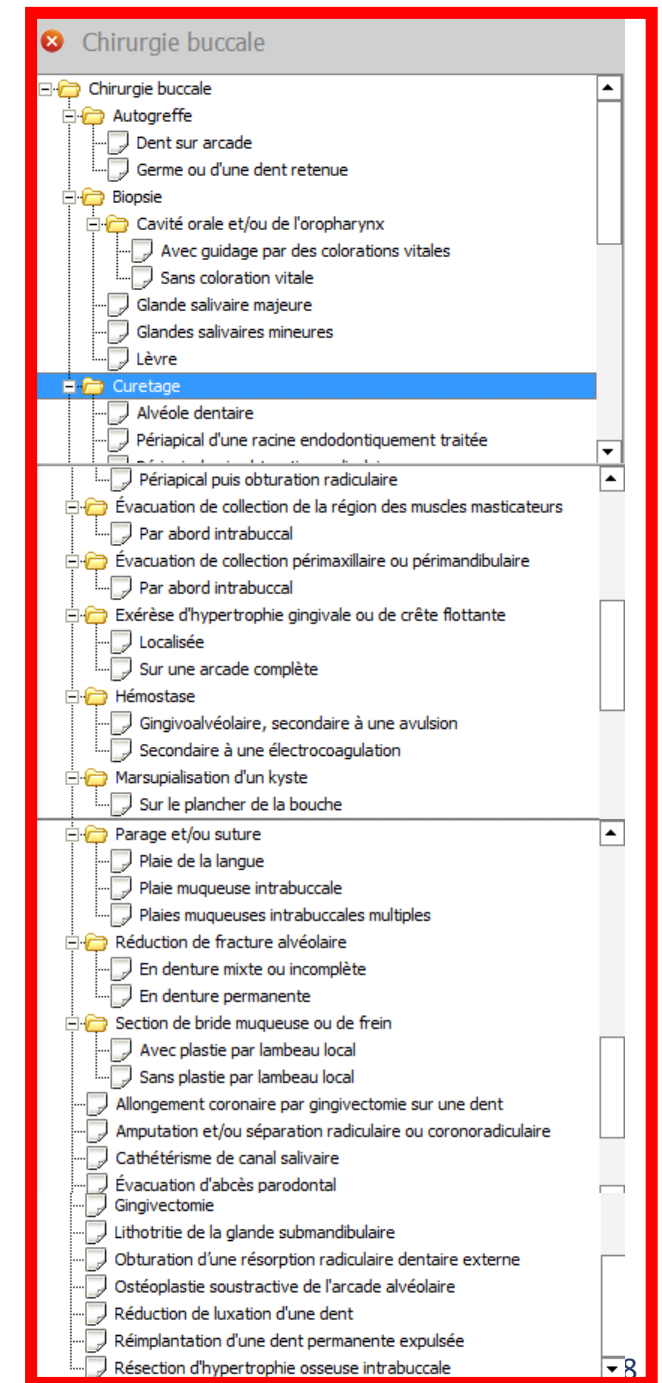 Chirurgie buccale
Chirurgie buccale
Autogreffe
Dent sur arcade
Germe ou d'une dent retenue
Biopsie
Cavité orale et/ou de l'oropharynx
Avec guidage par des colorations vitales
Sans coloration vitale
Glande salivaire majeure
Glandes salivaires mineures
Lèvre
Curetage
Alvéole dentaire
Périapical d'une racine endodontiquement traitée
Périapical puis obturation radiculaire
Évacuation de collection de la région des muscles masticateurs
Par abord intrabuccal
Évacuation de collection périmaxillaire ou périmandibulaire
Par abord intrabuccal
Exérèse d'hypertrophie gingivale ou de crête flottante
Localisée
Sur une arcade complète
Hémostase
Gingivoalvéolaire, secondaire à une avulsion
Secondaire à une électrocoagulation
Marsupialisation d'un kyste
Sur le plancher de la bouche
Parage et/ou suture
Plaie de la langue
Plaie muqueuse intrabuccale
Plaies muqueuses intrabuccales multiples
Réduction de fracture alvéolaire
En denture mixte ou incomplète
En denture permanente
Section de bride muqueuse ou de frein
Avec plastie par lambeau local
Sans plastie par lambeau local
Allongement coronaire par gingivectomie sur une dent
Amputation et/ou séparation radiculaire ou coronoradiculaire
Cathétérisme de canal salivaire
Évacuation d'abcès parodontal
Gingivectomie
Lithotritie de la glande submandibulaire
Obturation d'une résorption radiculaire dentaire externe
Ostéoplastie soustractive de l'arcade alvéolaire
Réduction de luxation d'une dent
Réimplantation d'une dent permanente expulsée
Résection d'hypertrophie osseuse intrabuccale
8